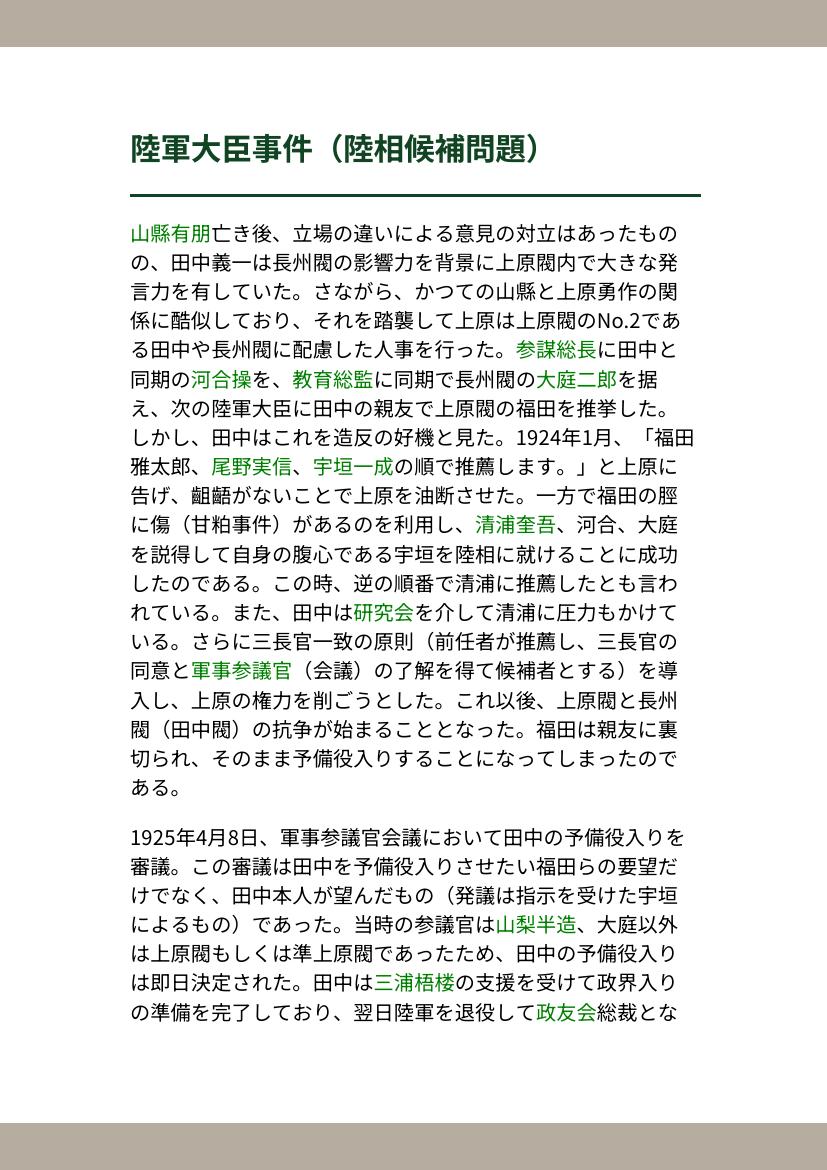 陸軍大臣事件（陸相候補問題）
山縣有朋亡き後、立場の違いによる意見の対立はあったもの
の、田中義一は長州閥の影響力を背景に上原閥内で大きな発
言力を有していた。さながら、かつての山縣と上原勇作の関
係に酷似しており、それを踏襲して上原は上原閥のNo.2であ
る田中や長州閥に配慮した人事を行った。参謀総長に田中と
同期の河合操を、教育総監に同期で長州閥の大庭二郎を据
え、次の陸軍大臣に田中の親友で上原閥の福田を推挙した。
しかし、田中はこれを造反の好機と見た。1924年1月、「福田
雅太郎、尾野実信、宇垣一成の順で推薦します。」と上原に
告げ、齟齬がないことで上原を油断させた。一方で福田の脛
に傷（甘粕事件）があるのを利用し、清浦奎吾、河合、大庭
を説得して自身の腹心である宇垣を陸相に就けることに成功
したのである。この時、逆の順番で清浦に推薦したとも言わ
れている。また、田中は研究会を介して清浦に圧力もかけて
いる。さらに三長官一致の原則（前任者が推薦し、三長官の
同意と軍事参議官（会議）の了解を得て候補者とする）を導
入し、上原の権力を削ごうとした。これ以後、上原閥と長州
閥（田中閥）の抗争が始まることとなった。福田は親友に裏
切られ、そのまま予備役入りすることになってしまったので
ある。
1925年4月8日、軍事参議官会議において田中の予備役入りを
審議。この審議は田中を予備役入りさせたい福田らの要望だ
けでなく、田中本人が望んだもの（発議は指示を受けた宇垣
によるもの）であった。当時の参議官は山梨半造、大庭以外
は上原閥もしくは準上原閥であったため、田中の予備役入り
は即日決定された。田中は三浦梧楼の支援を受けて政界入り
の準備を完了しており、翌日陸軍を退役して政友会総裁とな